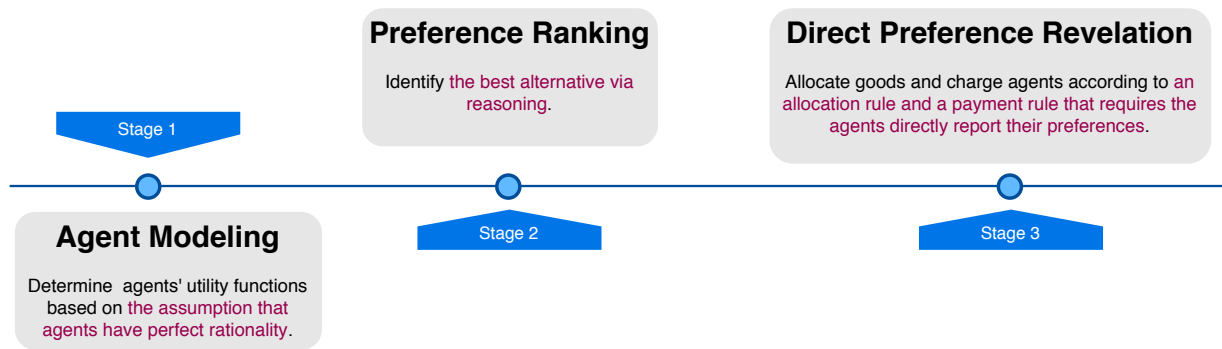 Stage 1
Agent Modeling
Determine agents' utility functions
based on the assumption that
agents have perfect rationality.
Preference Ranking
Identify the best alternative via
reasoning.
Stage 2
Direct Preference Revelation
Allocate goods and charge agents according to an
allocation rule and a payment rule that requires the
agents directly report their preferences.
Stage 3